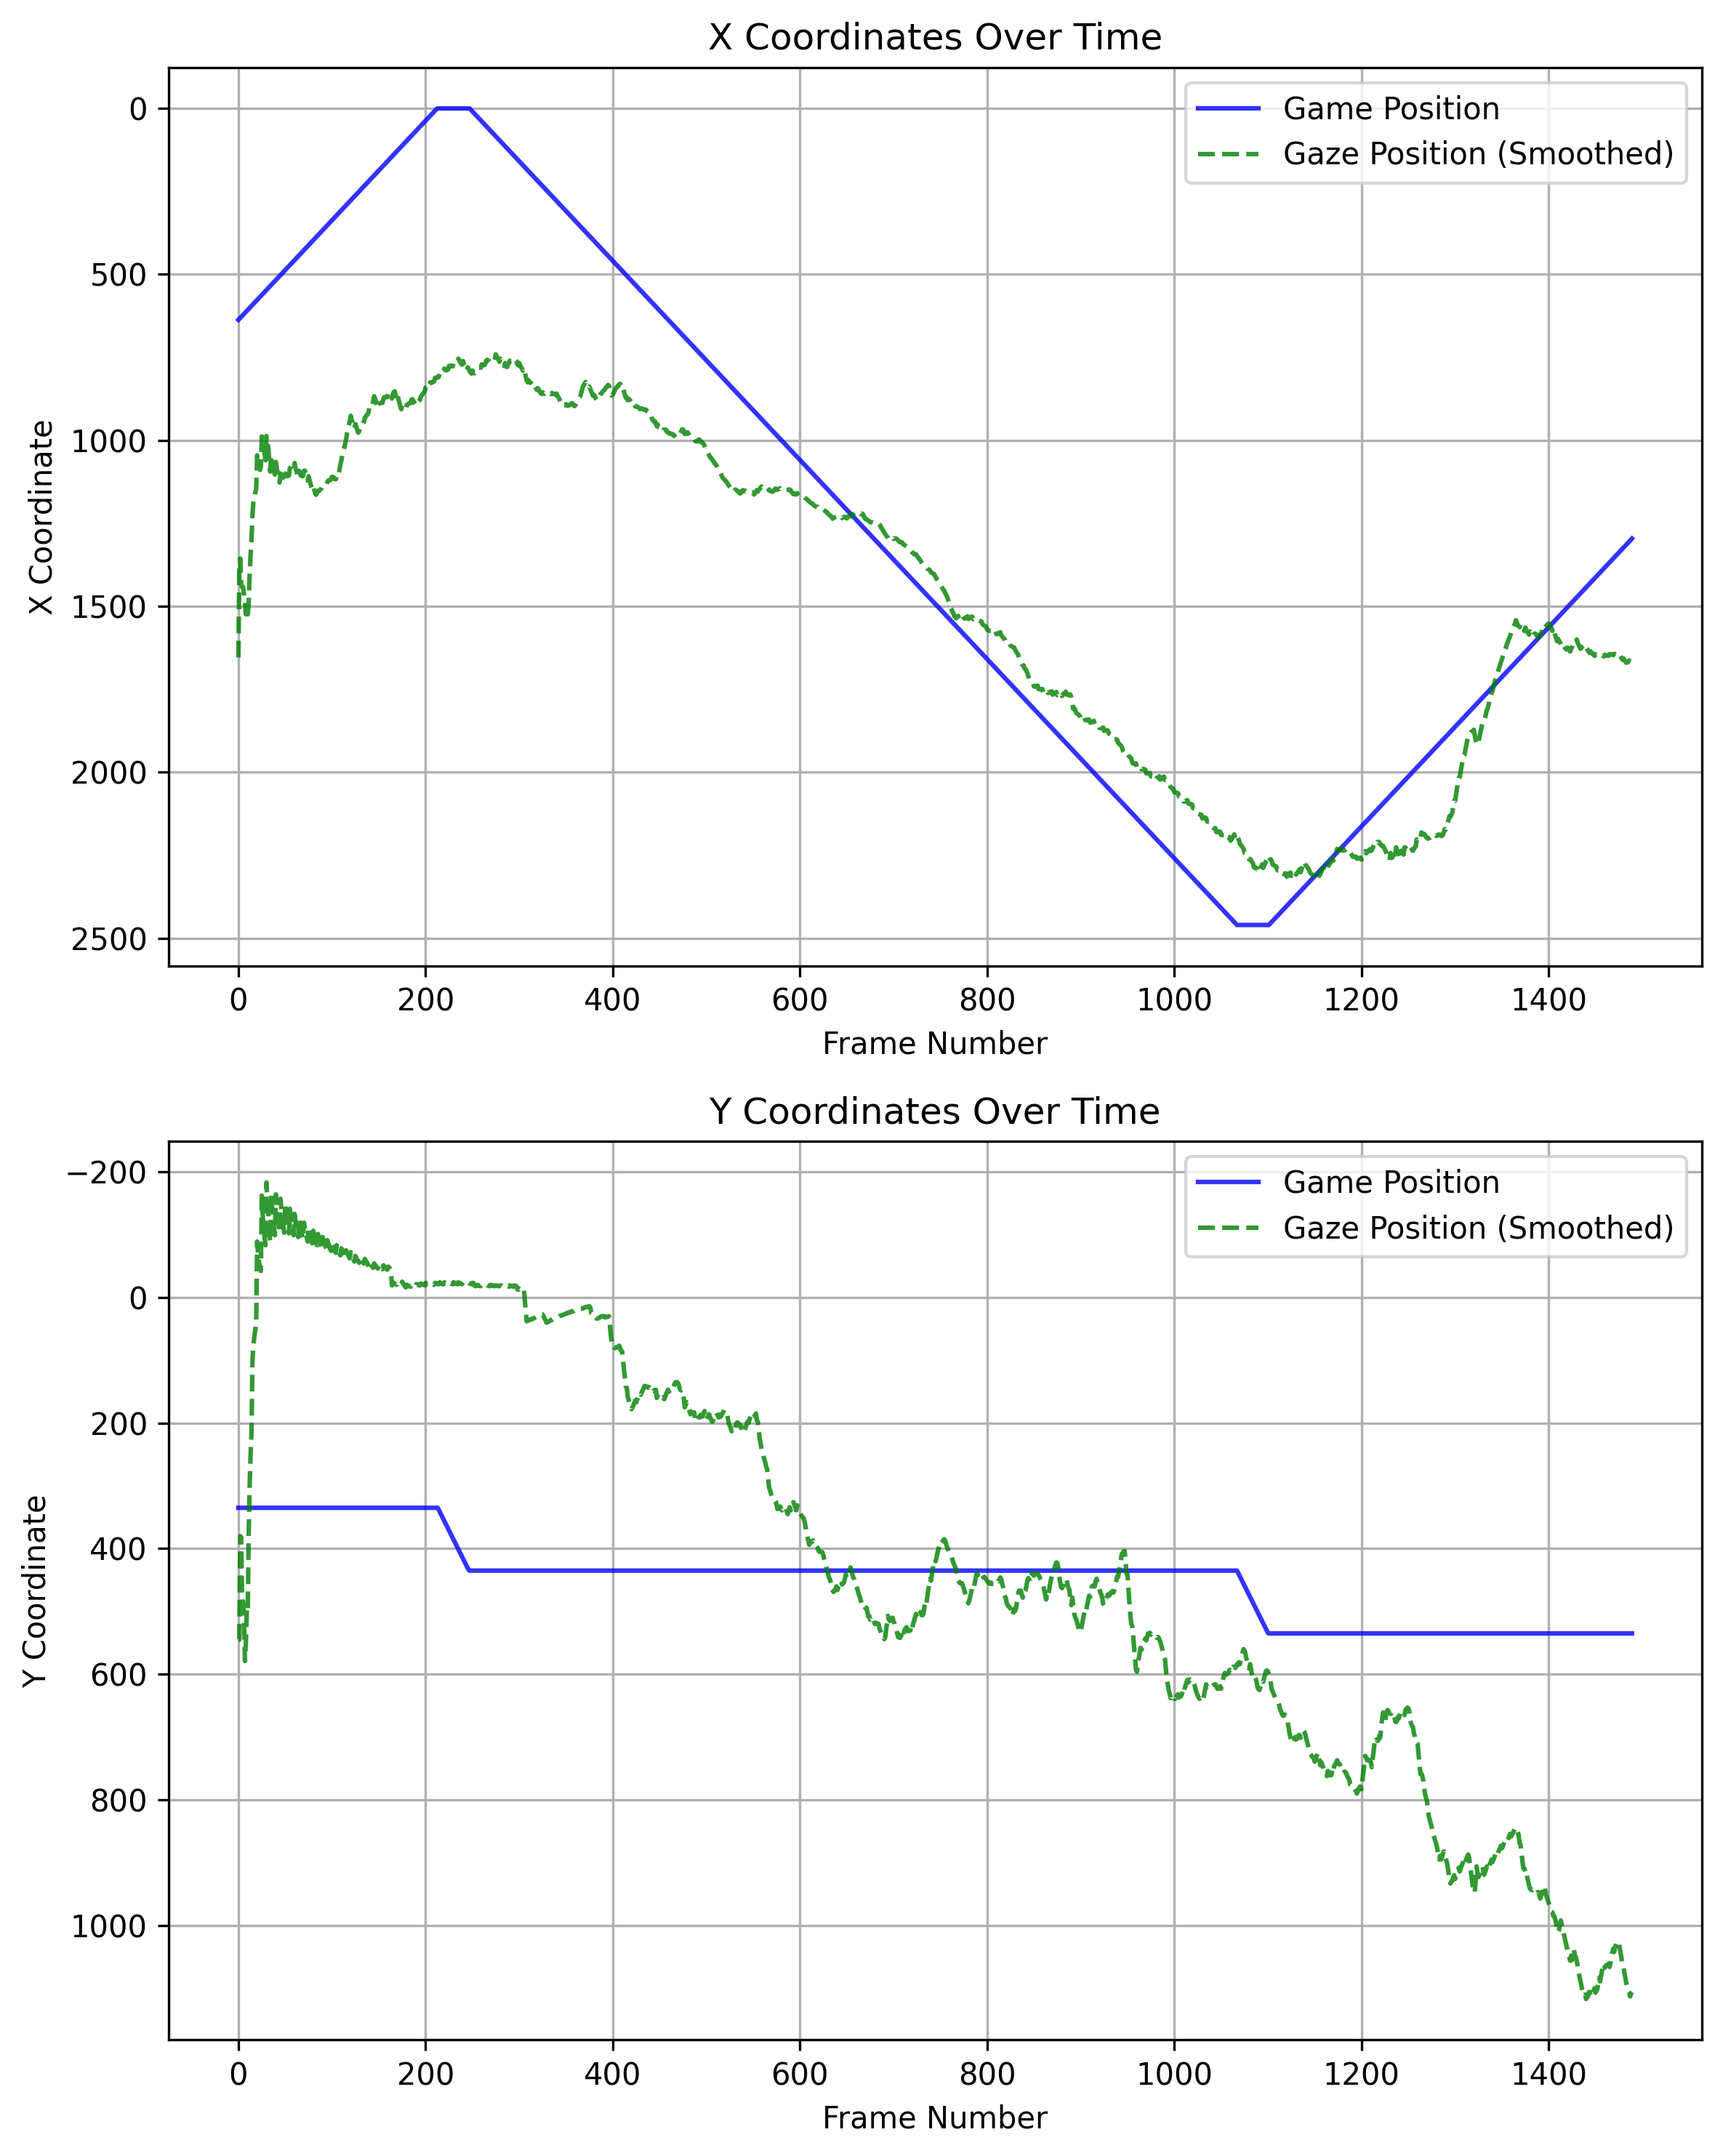 X Coordinates Over Time
Game Position
Gaze Position (Smoothed)
X Coordinate
0
500
1000
1500
2000
2500
0 200 400 600 800 1000 1200 1400
Frame Number
Y Coordinates Over Time
Game Position
Gaze Position (Smoothed)
Y Coordinate
−200
0
200
400
600
800
1000
0 200 400 600 800 1000 1200 1400
Frame Number